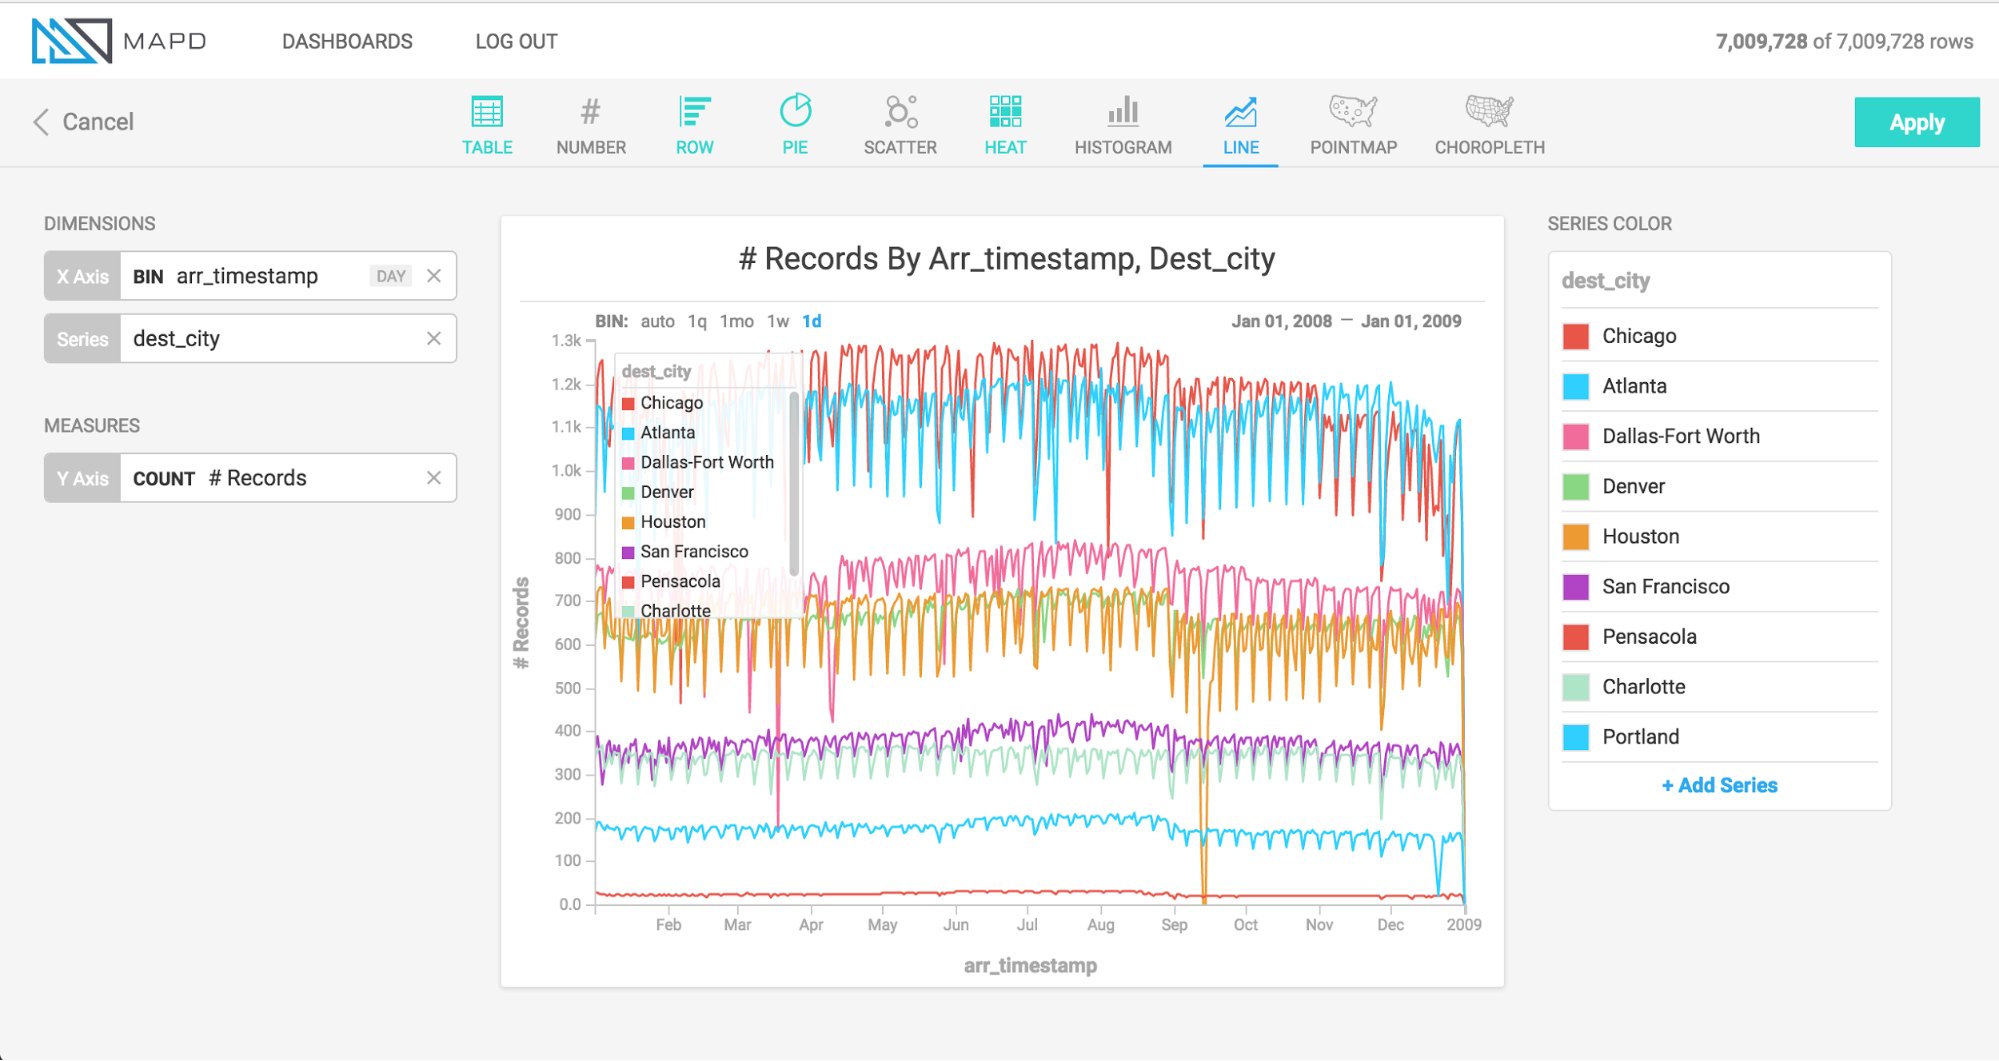 MAPD DASHBOARDS LOG OUT 7,009,728 of 7,009,728 rows
Cancel
TABLE # NUMBER ROW PIE SCATTER HEAT HISTOGRAM LINE POINTMAP CHOROPLETH
Apply
DIMENSIONS
X Axis BIN arr_timestamp DAY ×
Series dest_city ×
MEASURES
Y Axis COUNT # Records ×
# Records By Arr_timestamp, Dest_city
BIN: auto 1q 1mo 1w 1d Jan 01, 2008 – Jan 01, 2009
1.3k
1.2k
1.1k
1.0k
900
800
700
600
500
400
300
200
100
0.0
# Records
dest_city
Chicago
Atlanta
Dallas-Fort Worth
Denver
Houston
San Francisco
Pensacola
Charlotte
Feb Mar Apr May Jun Jul Aug Sep Oct Nov Dec 2009
arr_timestamp
SERIES COLOR
dest_city
Chicago
Atlanta
Dallas-Fort Worth
Denver
Houston
San Francisco
Pensacola
Charlotte
Portland
+ Add Series